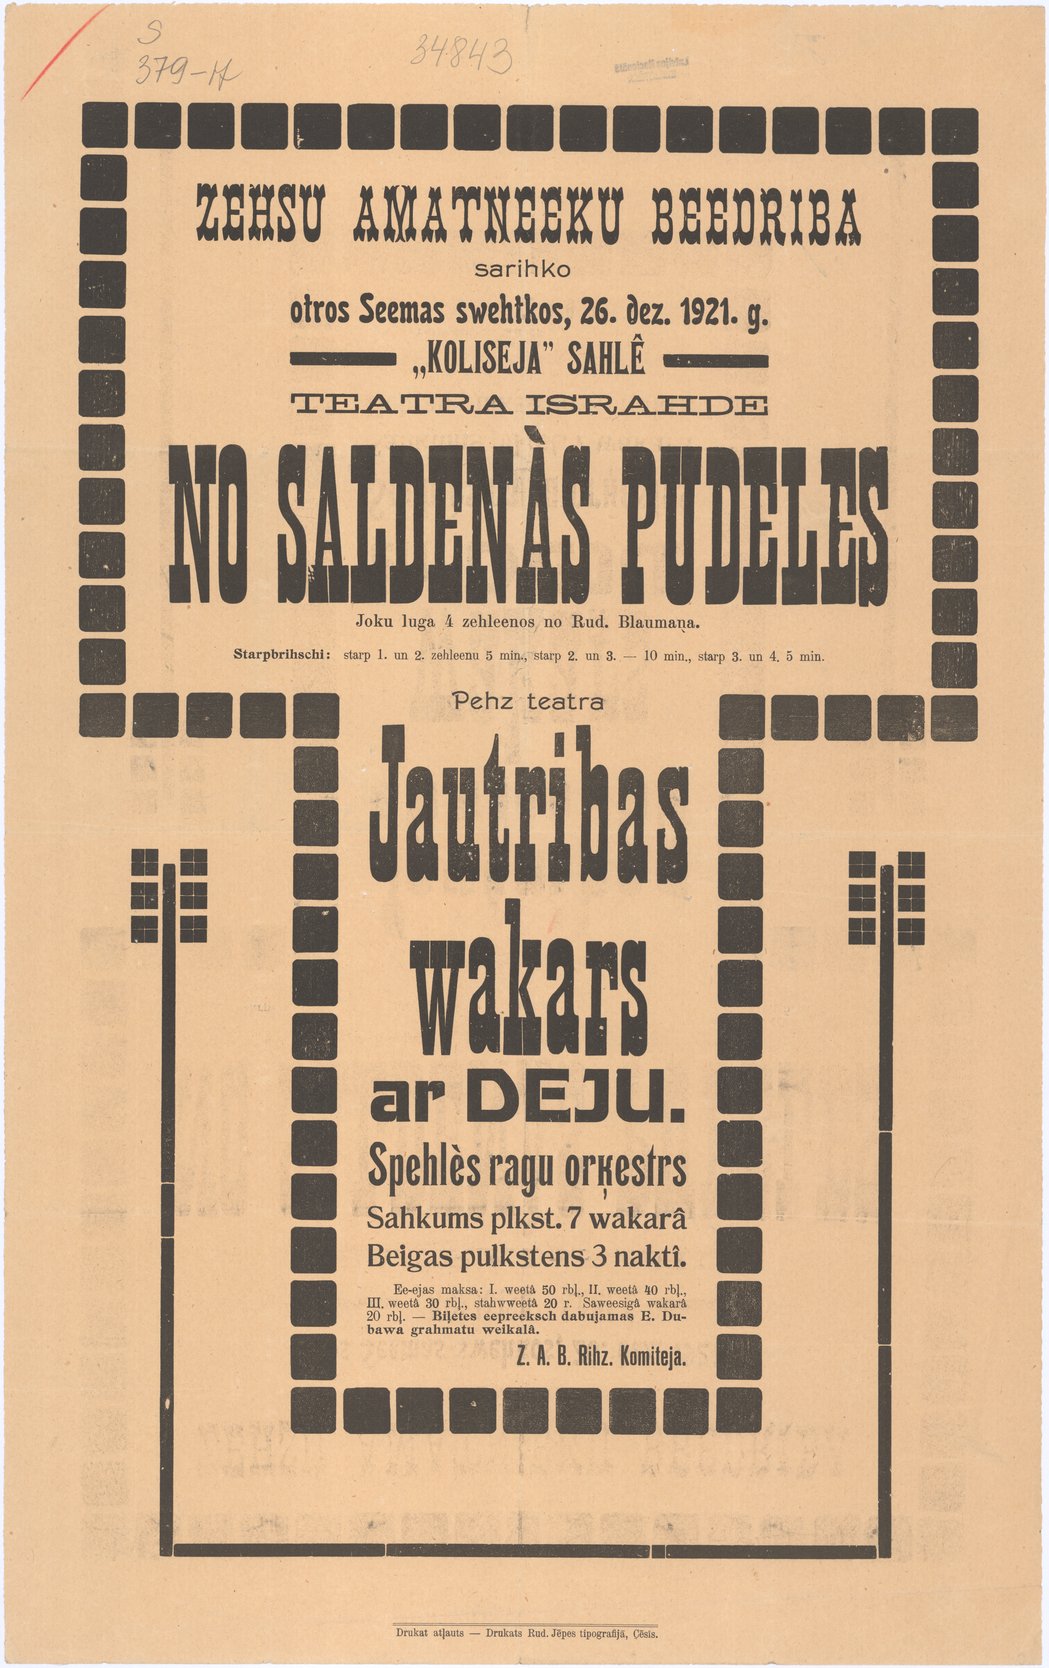 S
379-H
34843
ZEHSU AMATNEEKU BEEDRIBA
sarihko
otros Seemas swehtkos, 26. dez. 1921. g.
„KOLISEJA” SAHLÊ
TEATRA ISRAHDE
NO SALDENÀS PUDELES
Joku luga 4 zehleenos no Rud. Blaumaņa.
Starpbrihschi: starp 1. un 2. zehleenu 5 min., starp 2. un 3. — 10 min., starp 3. un 4. 5 min.
Pehz teatra
Jautribas
wakars
ar DEJU.
Spehlès ragu orķestrs
Sahkums plkst. 7 wakarâ
Beigas pulkstens 3 naktî.
Ee-ejas maksa: I. weetâ 50 rbļ., II. weetâ 40 rbļ.,
III. weetâ 30 rbļ., stahwweetâ 20 r. Saweesigâ wakarâ
20 rbļ. — Biļetes eepreeksch dabujamas E. Du-
bawa grahmatu weikalâ.
Z. A. B. Rihz. Komiteja.
Drukat atļauts — Drukats Rud. Jēpes tipografijā, Cēsis.